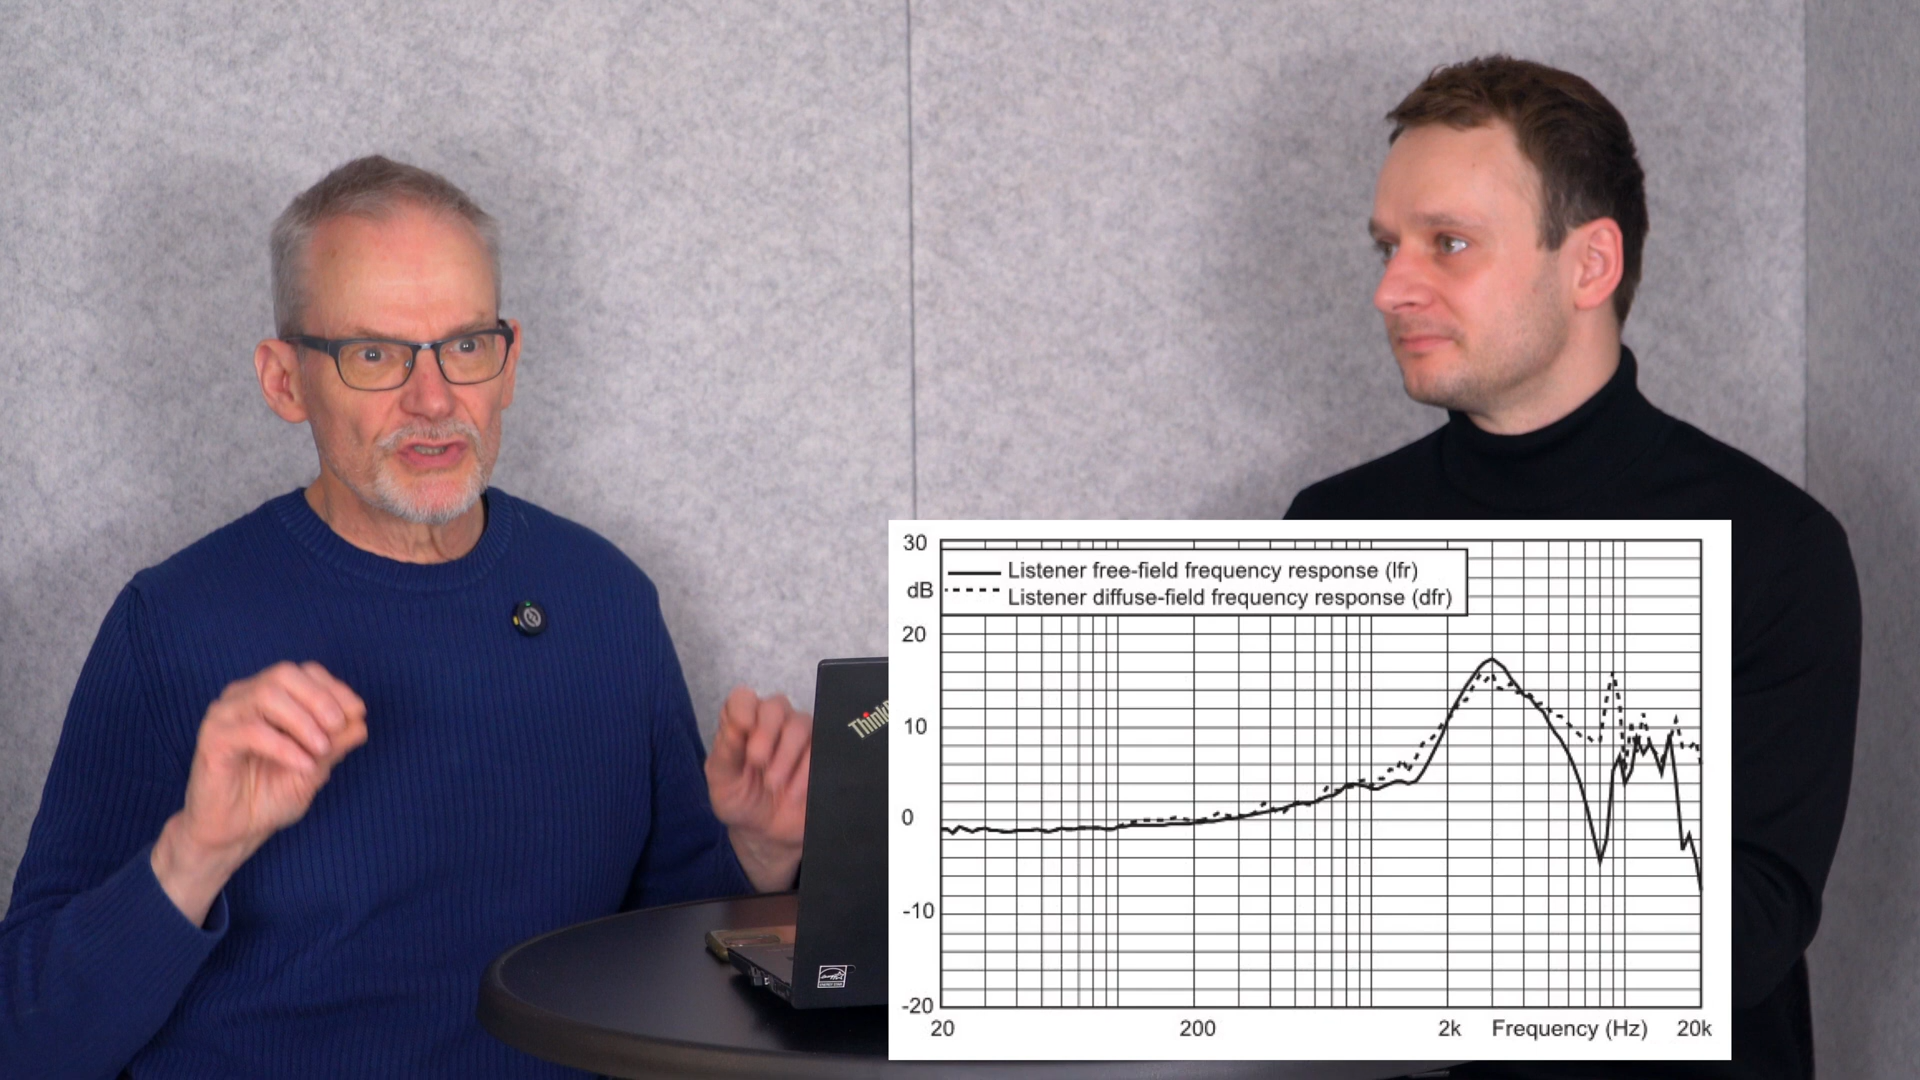 Think
30
Listener free-field frequency response (lfr)
dB
Listener diffuse-field frequency response (dfr)
20
10
0
-10
-20
20 200 2k Frequency (Hz) 20k